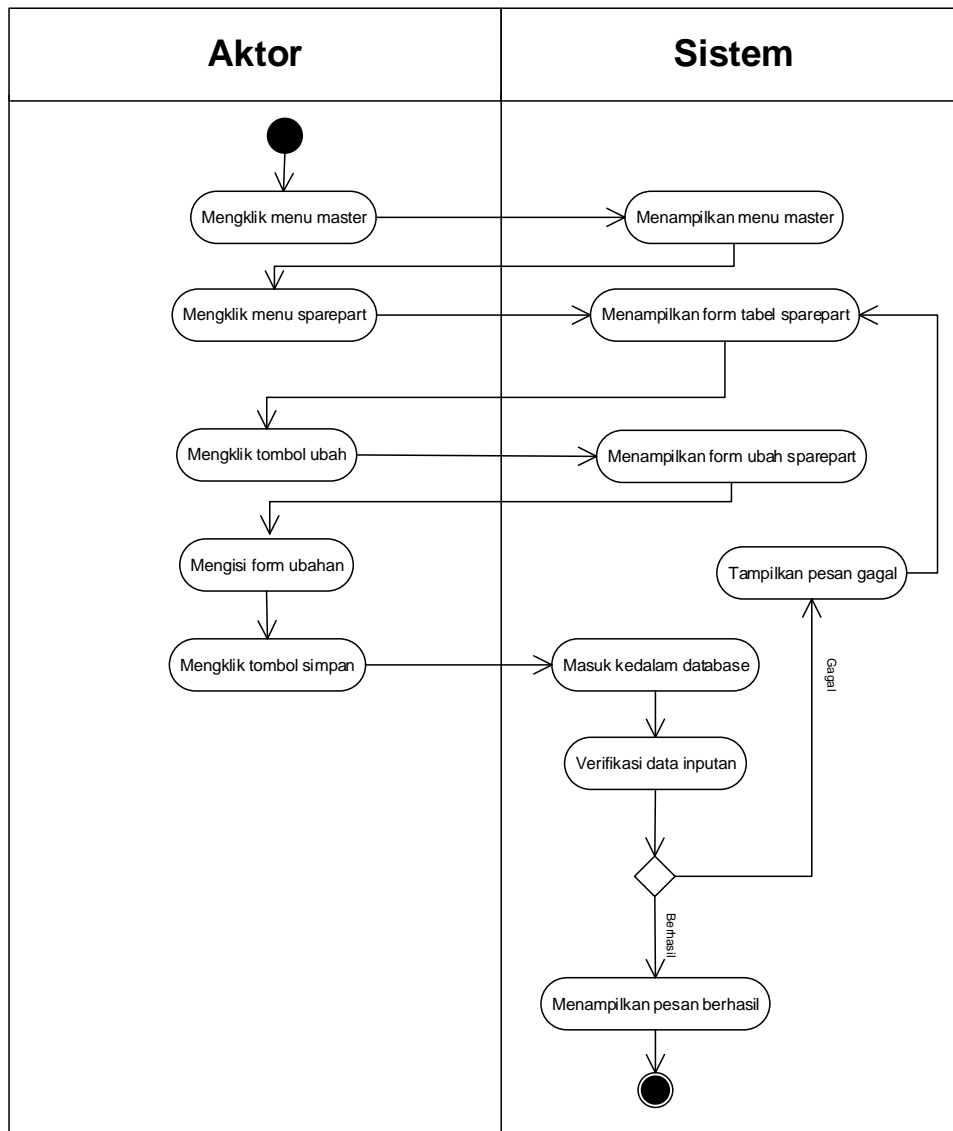 Aktor
Sistem
Mengklik menu master
Menampilkan menu master
Mengklik menu sparepart
Menampilkan form tabel sparepart
Mengklik tombol ubah
Menampilkan form ubah sparepart
Mengisi form ubahan
Tampilkan pesan gagal
Mengklik tombol simpan
Masuk kedalam database
Gagal
Verifikasi data inputan
Berhasil
Menampilkan pesan berhasil